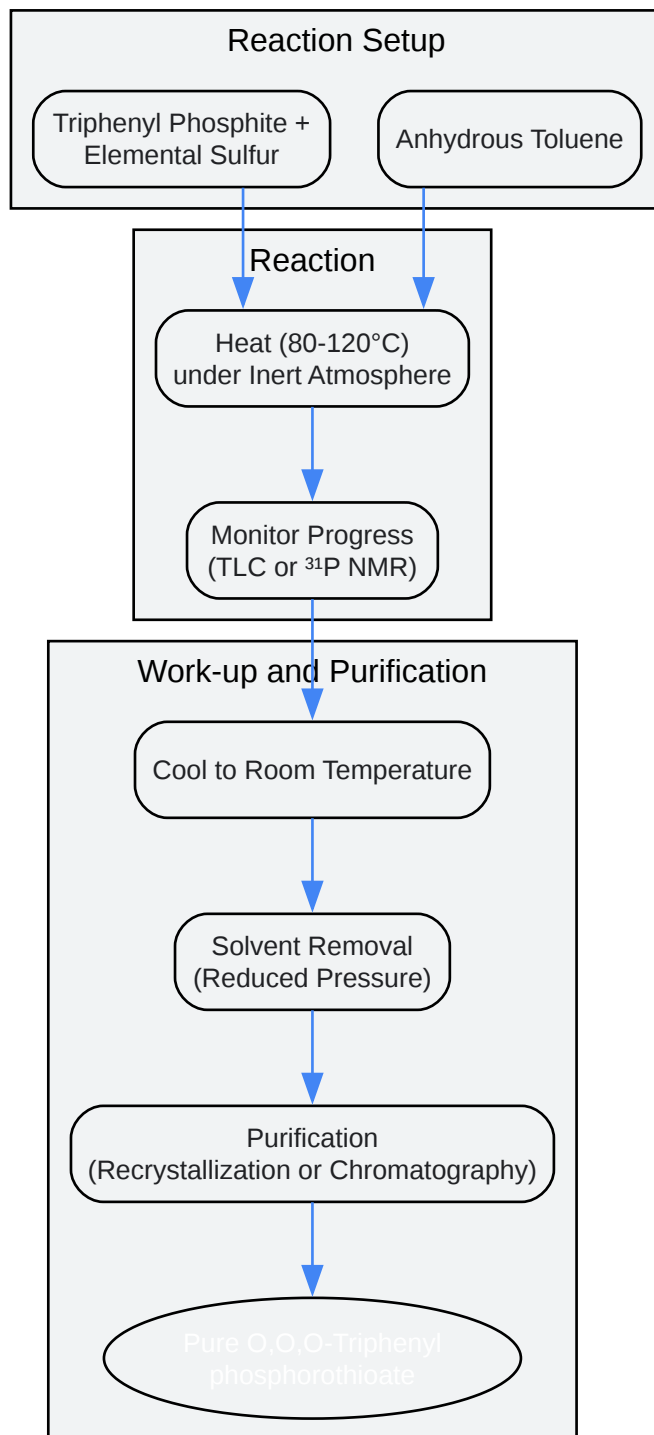 Reaction Setup
Triphenyl Phosphite +
Elemental Sulfur
Anhydrous Toluene
Reaction
Heat (80-120°C)
under Inert Atmosphere
Monitor Progress
(TLC or ³¹P NMR)
Work-up and Purification
Cool to Room Temperature
Solvent Removal
(Reduced Pressure)
Purification
(Recrystallization or Chromatography)
Pure O,O,O-Triphenyl
phosphorothioate